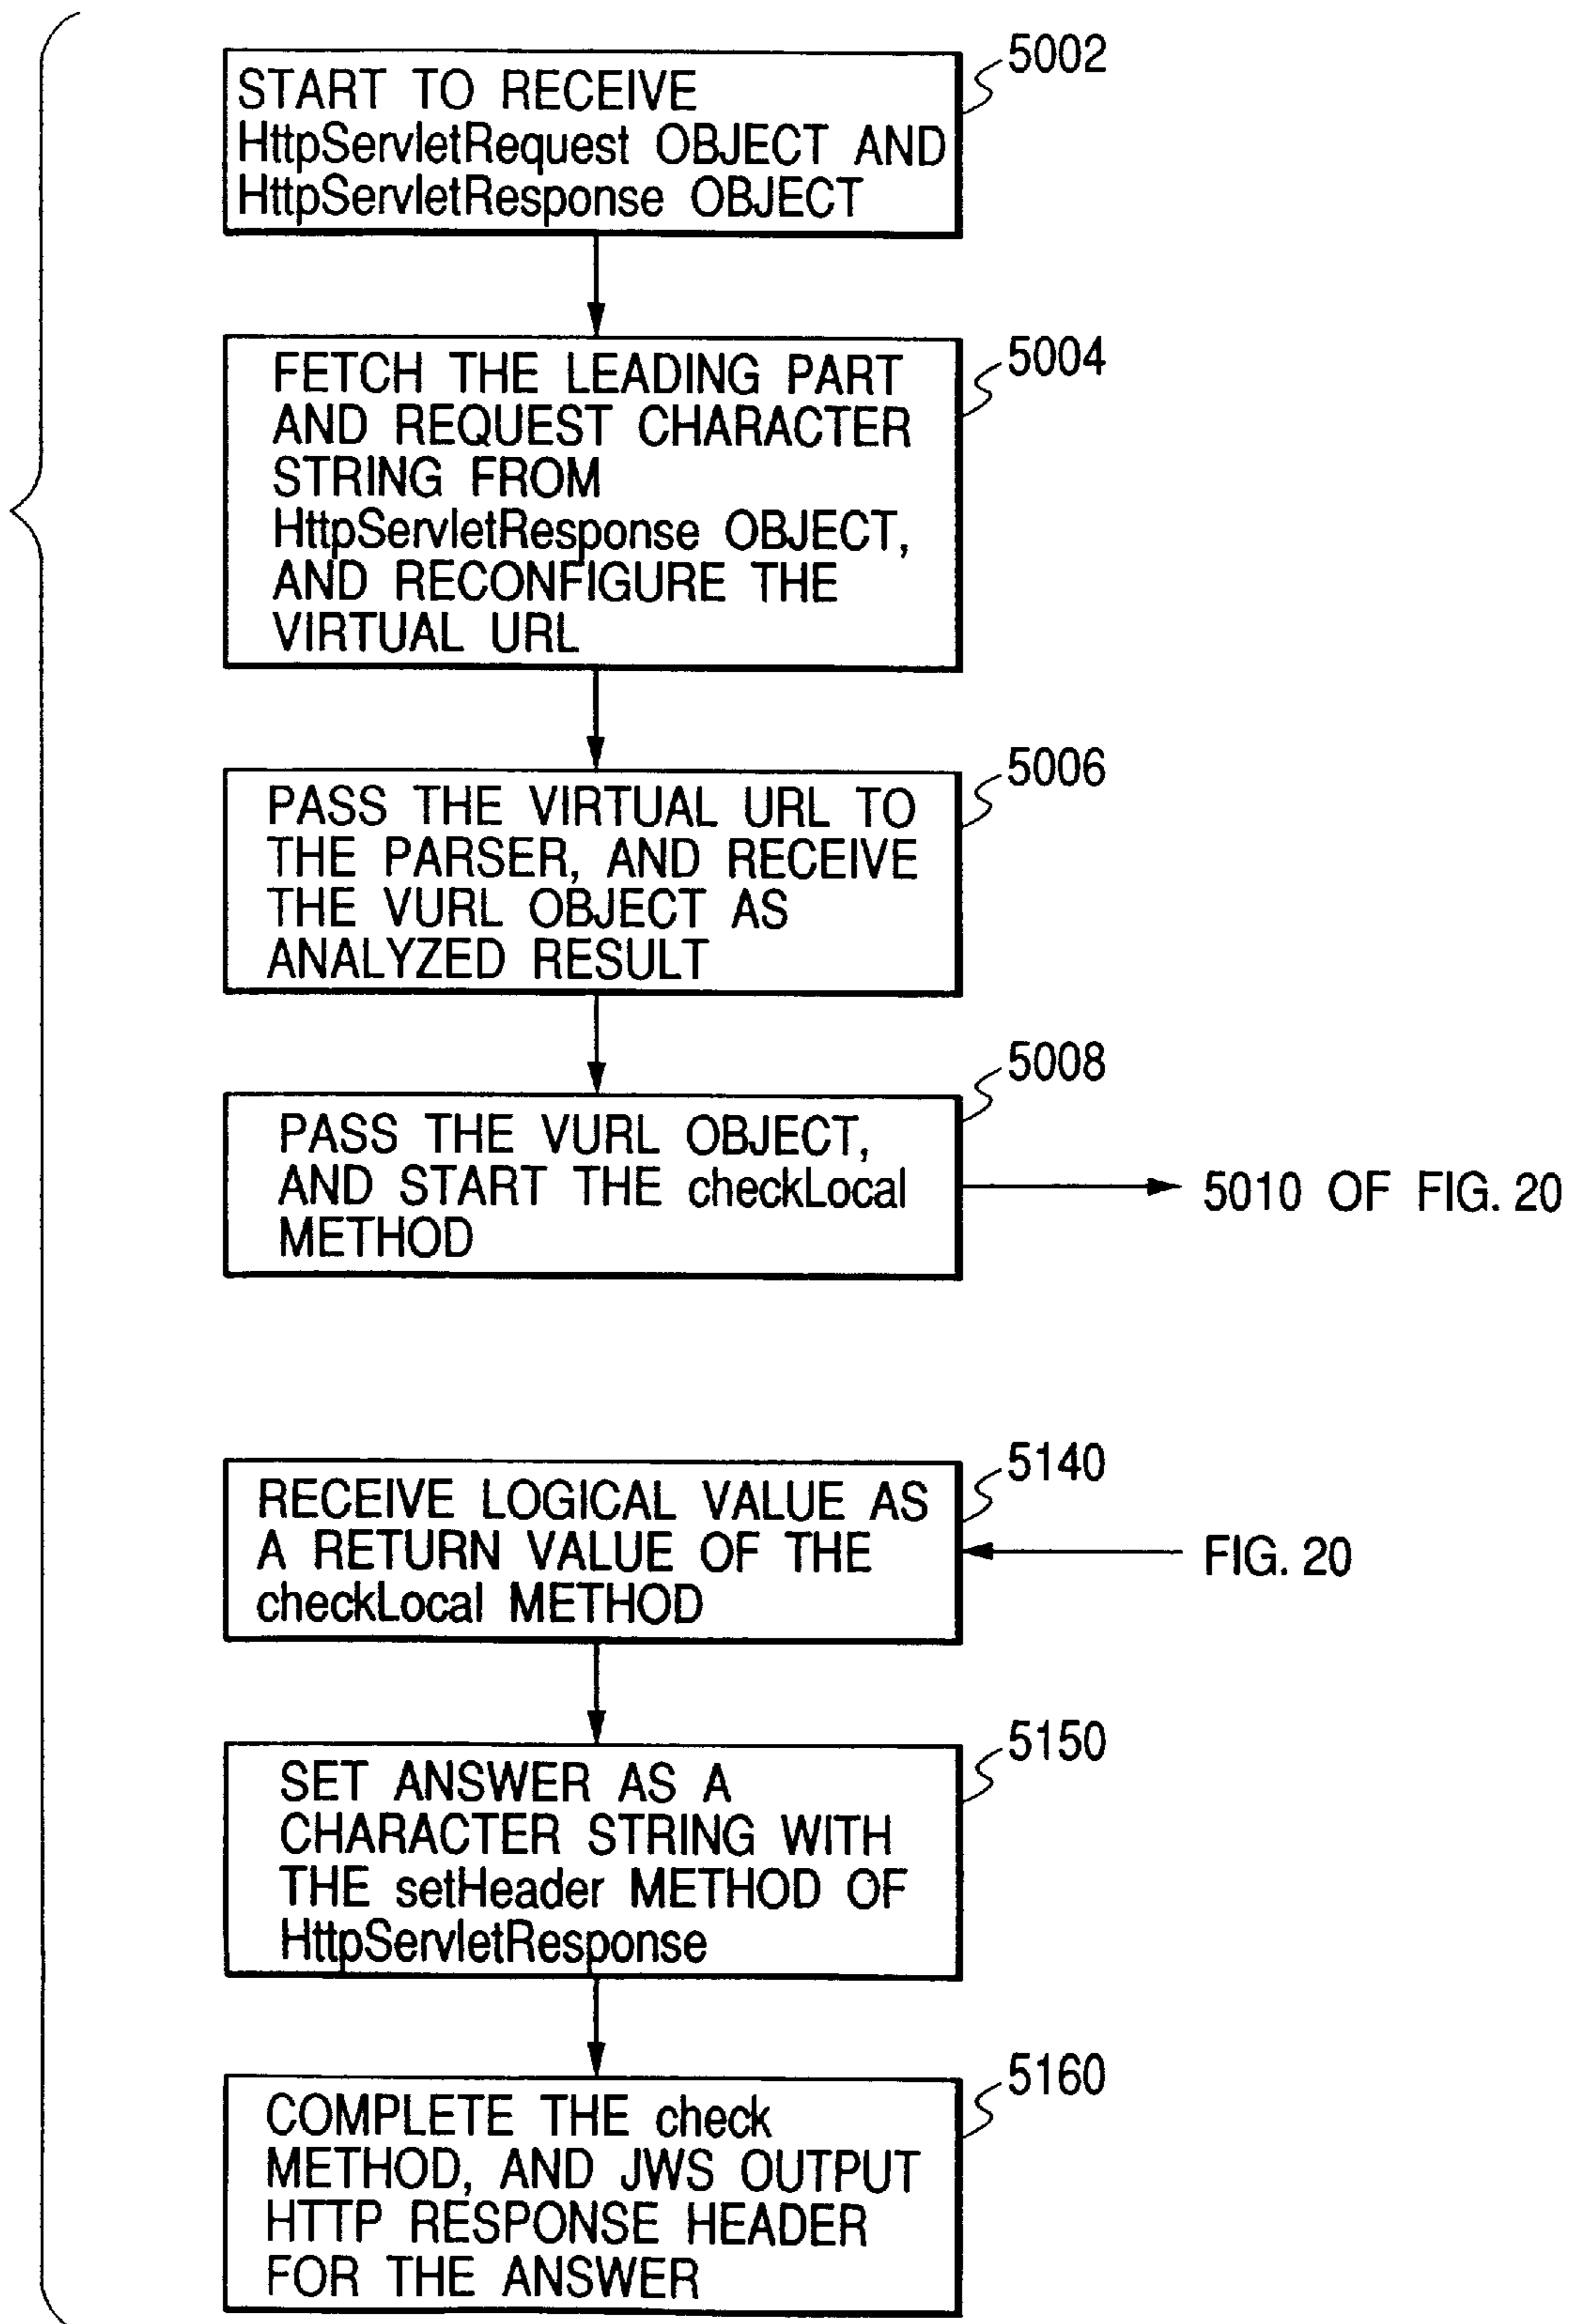 5002
START TO RECEIVE
HttpServletRequest OBJECT AND
HttpServletResponse OBJECT
5004
FETCH THE LEADING PART
AND REQUEST CHARACTER
STRING FROM
HttpServletResponse OBJECT,
AND RECONFIGURE THE
VIRTUAL URL
5006
PASS THE VIRTUAL URL TO
THE PARSER, AND RECEIVE
THE VURL OBJECT AS
ANALYZED RESULT
5008
PASS THE VURL OBJECT,
AND START THE checkLocal
METHOD
5010 OF FIG. 20
5140
RECEIVE LOGICAL VALUE AS
A RETURN VALUE OF THE
checkLocal METHOD
FIG. 20
5150
SET ANSWER AS A
CHARACTER STRING WITH
THE setHeader METHOD OF
HttpServletResponse
5160
COMPLETE THE check
METHOD, AND JWS OUTPUT
HTTP RESPONSE HEADER
FOR THE ANSWER